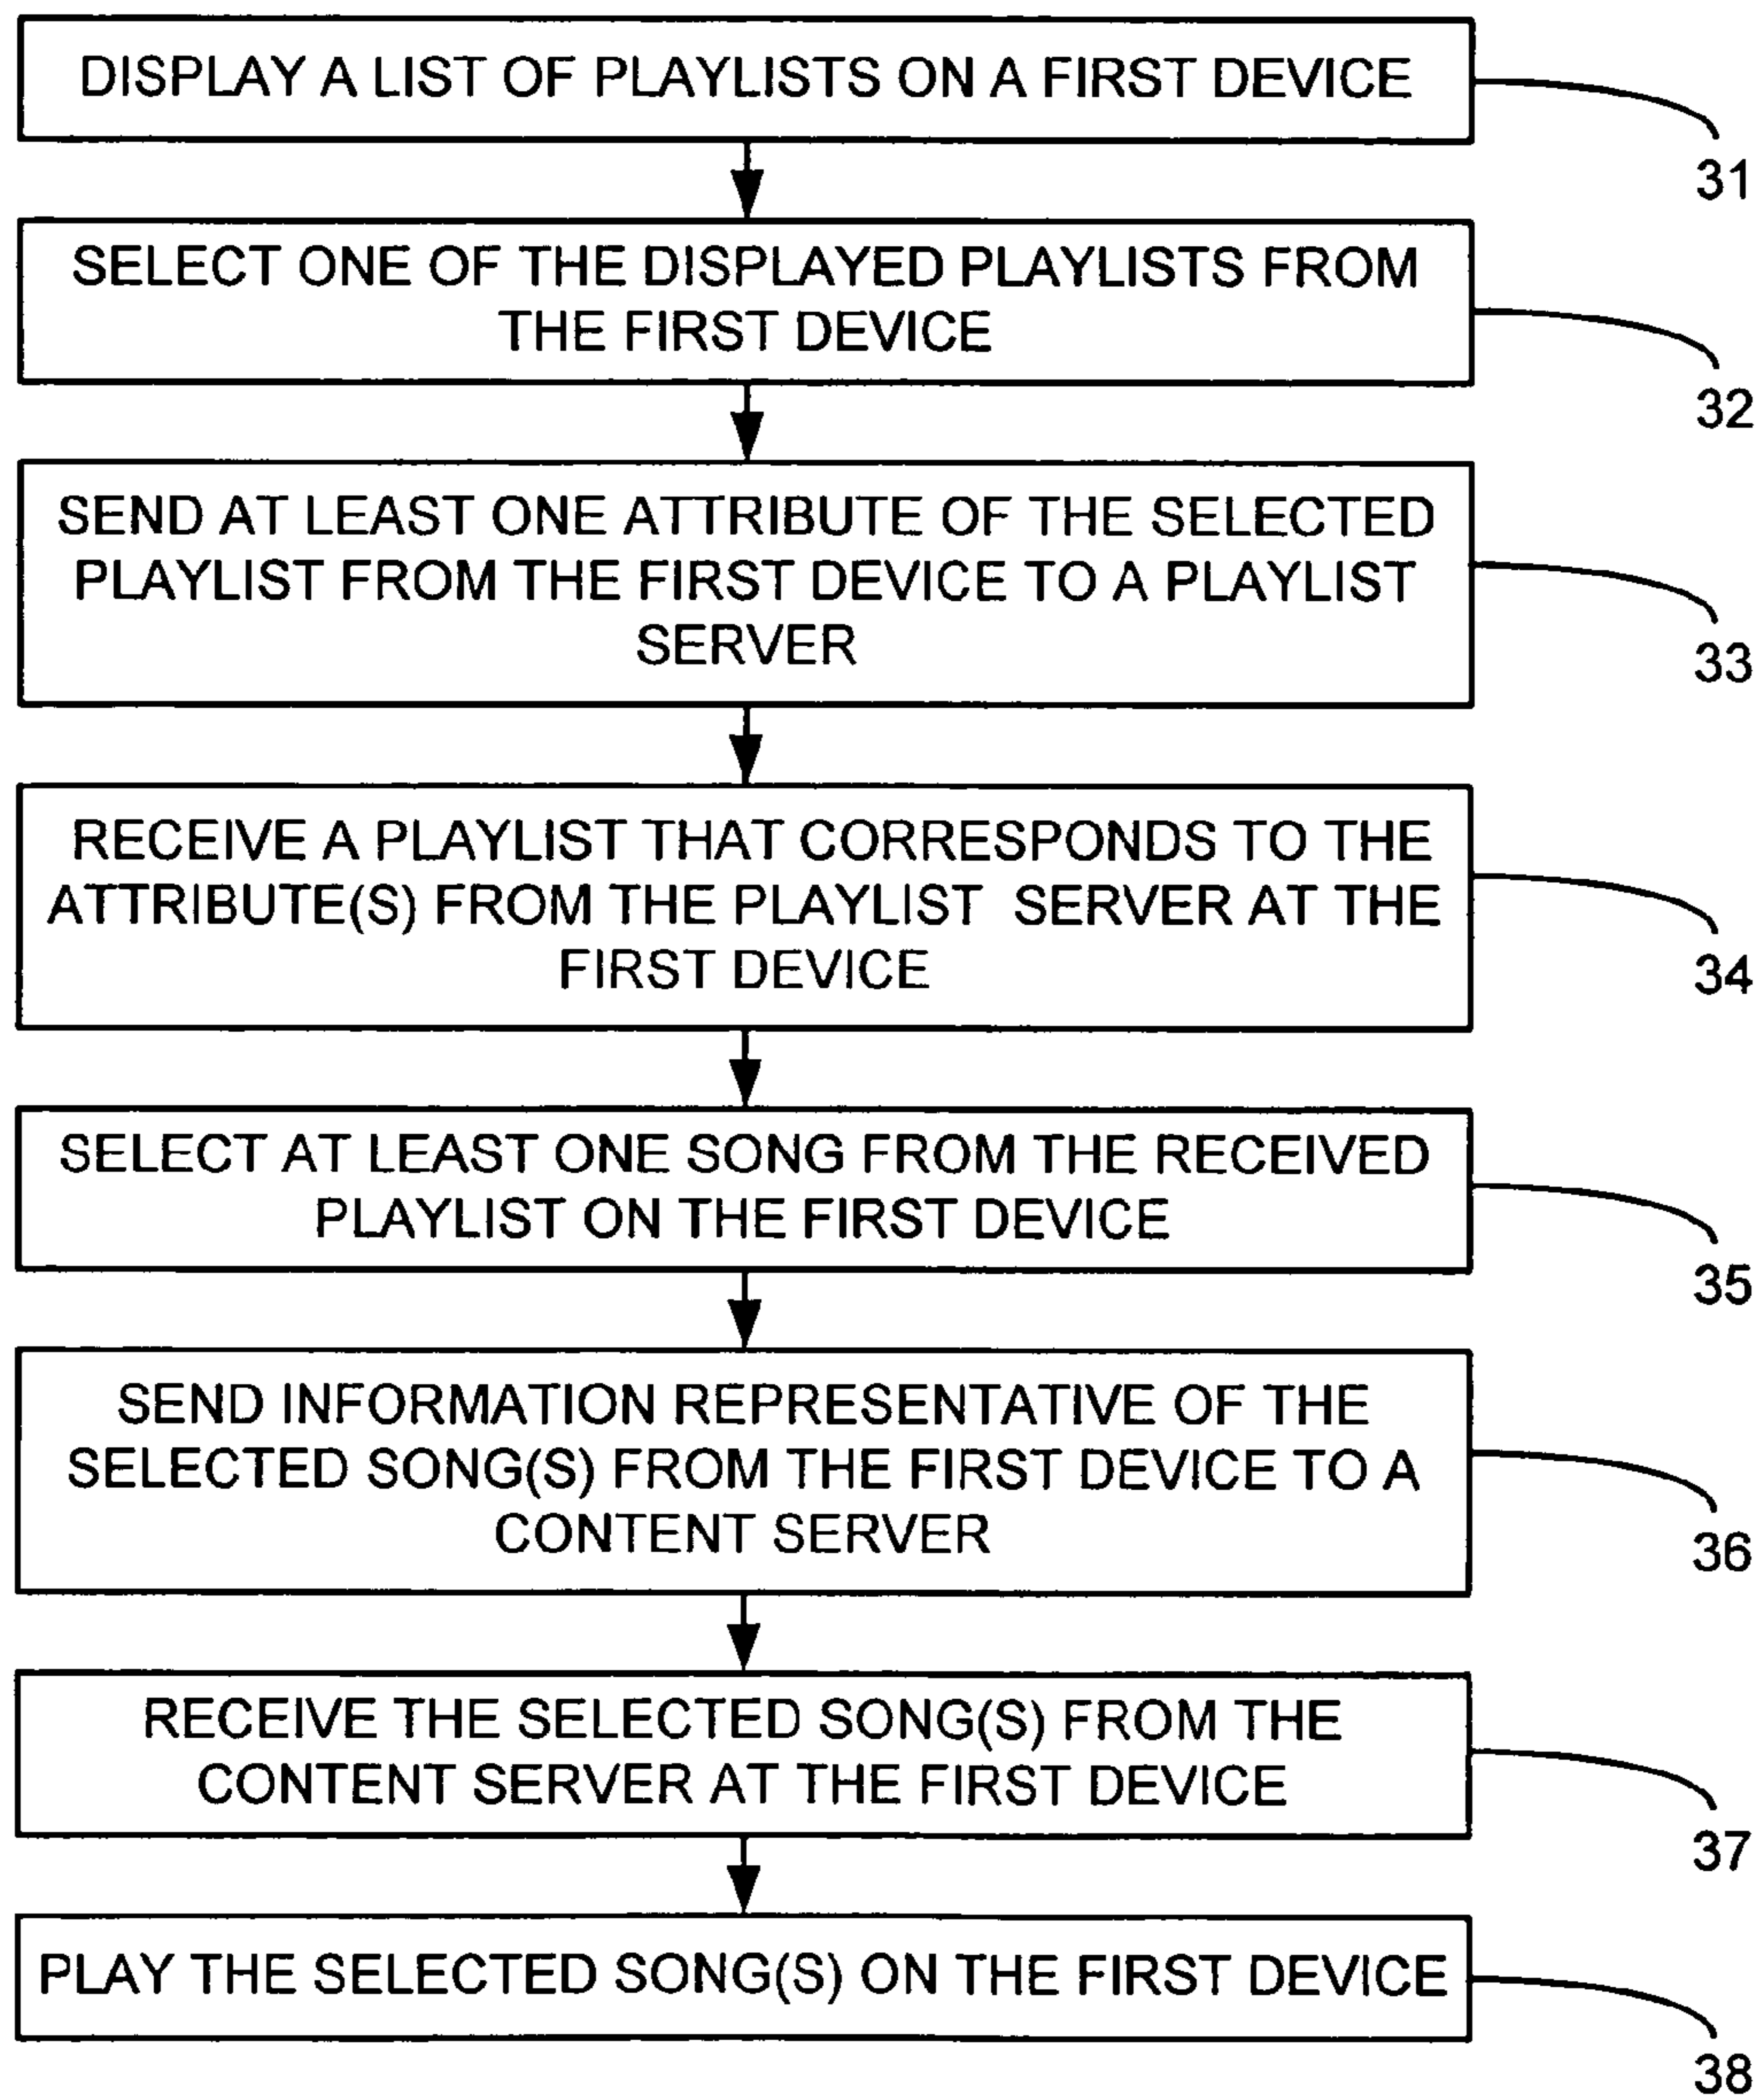 DISPLAY A LIST OF PLAYLISTS ON A FIRST DEVICE
31
SELECT ONE OF THE DISPLAYED PLAYLISTS FROM
THE FIRST DEVICE
32
SEND AT LEAST ONE ATTRIBUTE OF THE SELECTED
PLAYLIST FROM THE FIRST DEVICE TO A PLAYLIST
SERVER
33
RECEIVE A PLAYLIST THAT CORRESPONDS TO THE
ATTRIBUTE(S) FROM THE PLAYLIST SERVER AT THE
FIRST DEVICE
34
SELECT AT LEAST ONE SONG FROM THE RECEIVED
PLAYLIST ON THE FIRST DEVICE
35
SEND INFORMATION REPRESENTATIVE OF THE
SELECTED SONG(S) FROM THE FIRST DEVICE TO A
CONTENT SERVER
36
RECEIVE THE SELECTED SONG(S) FROM THE
CONTENT SERVER AT THE FIRST DEVICE
37
PLAY THE SELECTED SONG(S) ON THE FIRST DEVICE
38